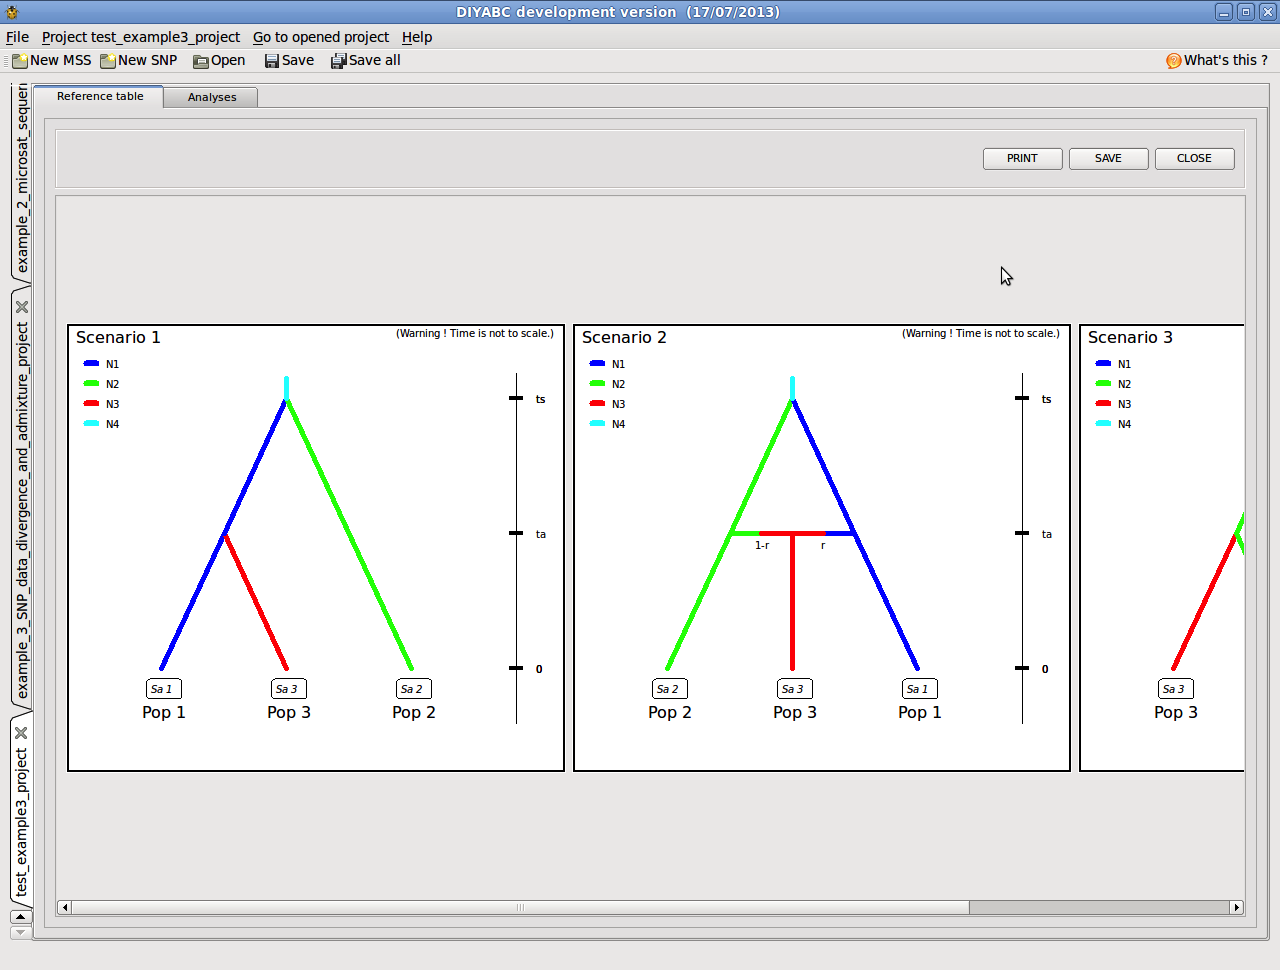 DIYABC development version (17/07/2013)
File Project test_example3_project Go to opened project Help
New MSS New SNP Open Save Save all What's this ?
example_2_microsat_sequen
example_3_SNP_data_divergence_and_admixture_project
test_example3_project
Reference table Analyses
PRINT SAVE CLOSE
Scenario 1 (Warning ! Time is not to scale.)
N1
N2
N3
N4
ts
ta
0
Sa 1 Sa 3 Sa 2
Pop 1 Pop 3 Pop 2
Scenario 2 (Warning ! Time is not to scale.)
N1
N2
N3
N4
ts
ta
1-r r
0
Sa 2 Sa 3 Sa 1
Pop 2 Pop 3 Pop 1
Scenario 3
N1
N2
N3
N4
Sa 3
Pop 3